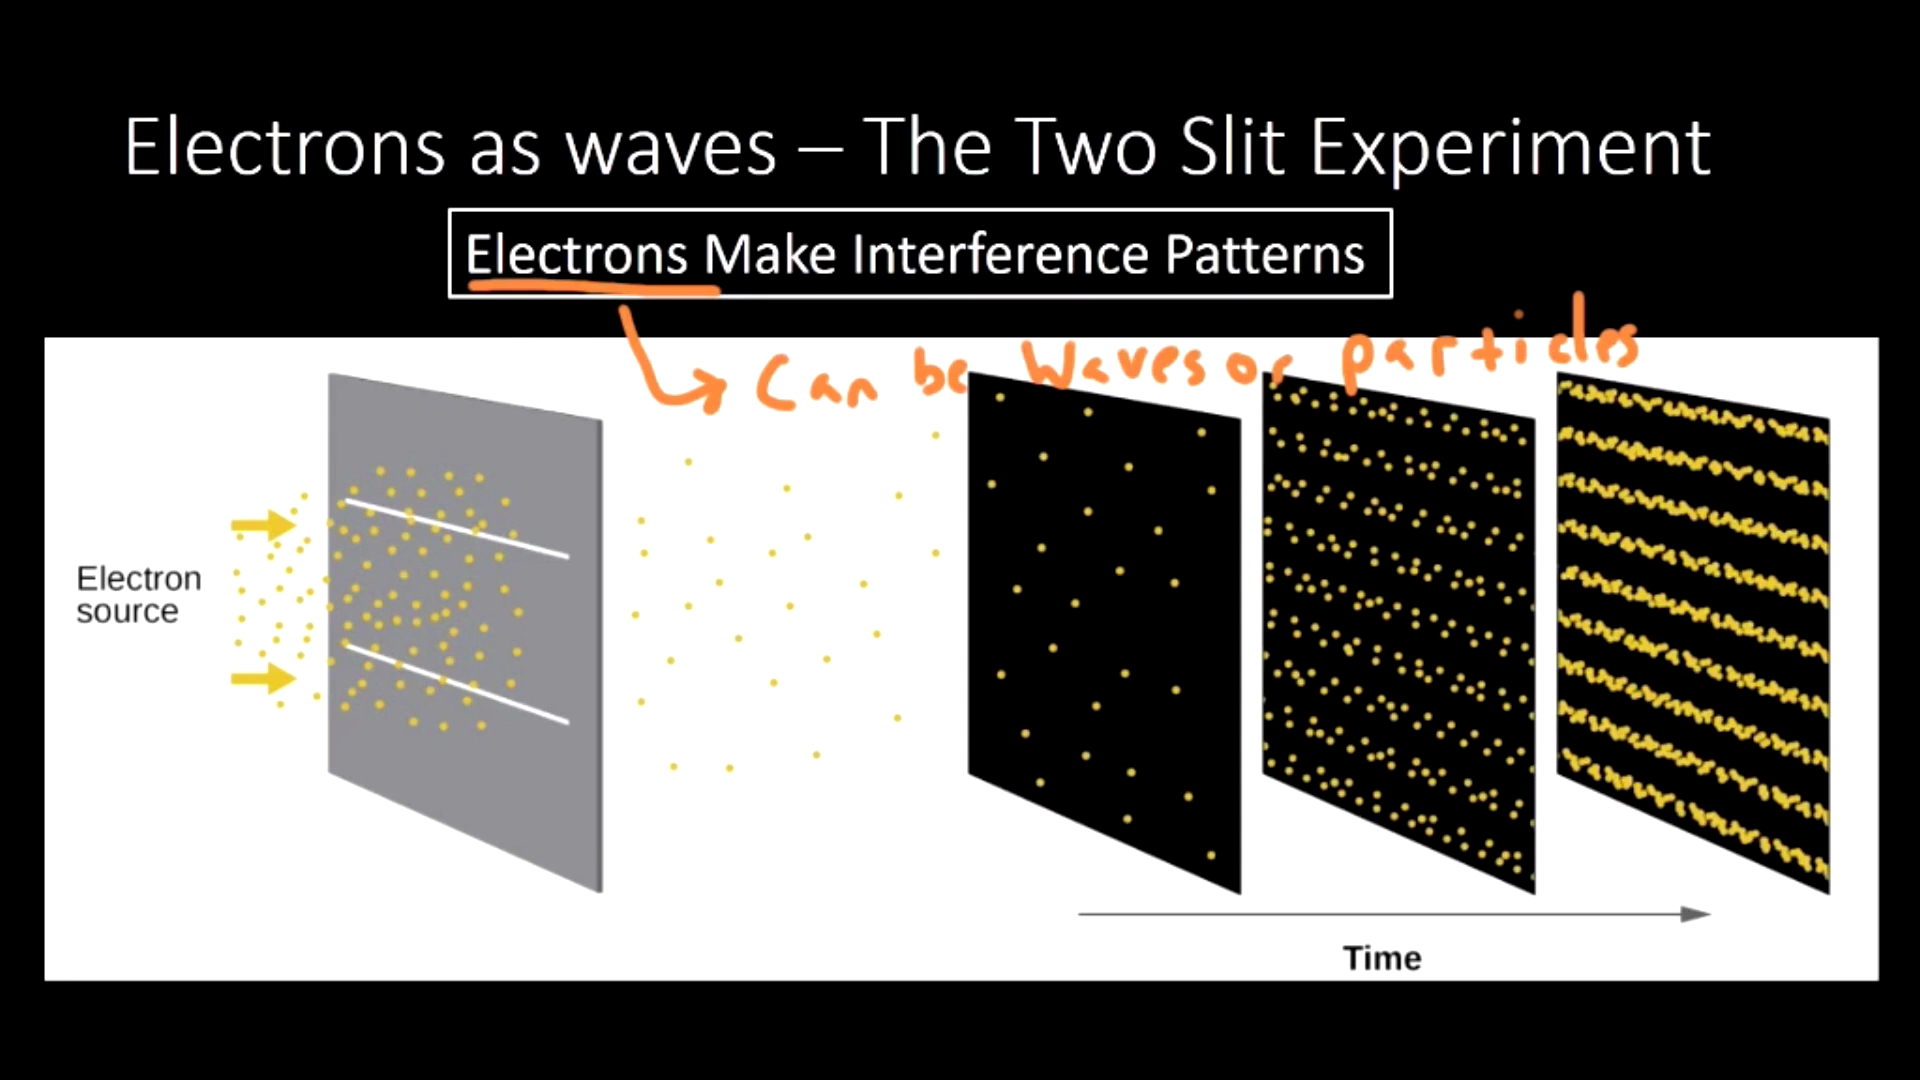 Electrons as waves – The Two Slit Experiment
Electrons Make Interference Patterns
Can be Waves or particles
Electron
source
Time